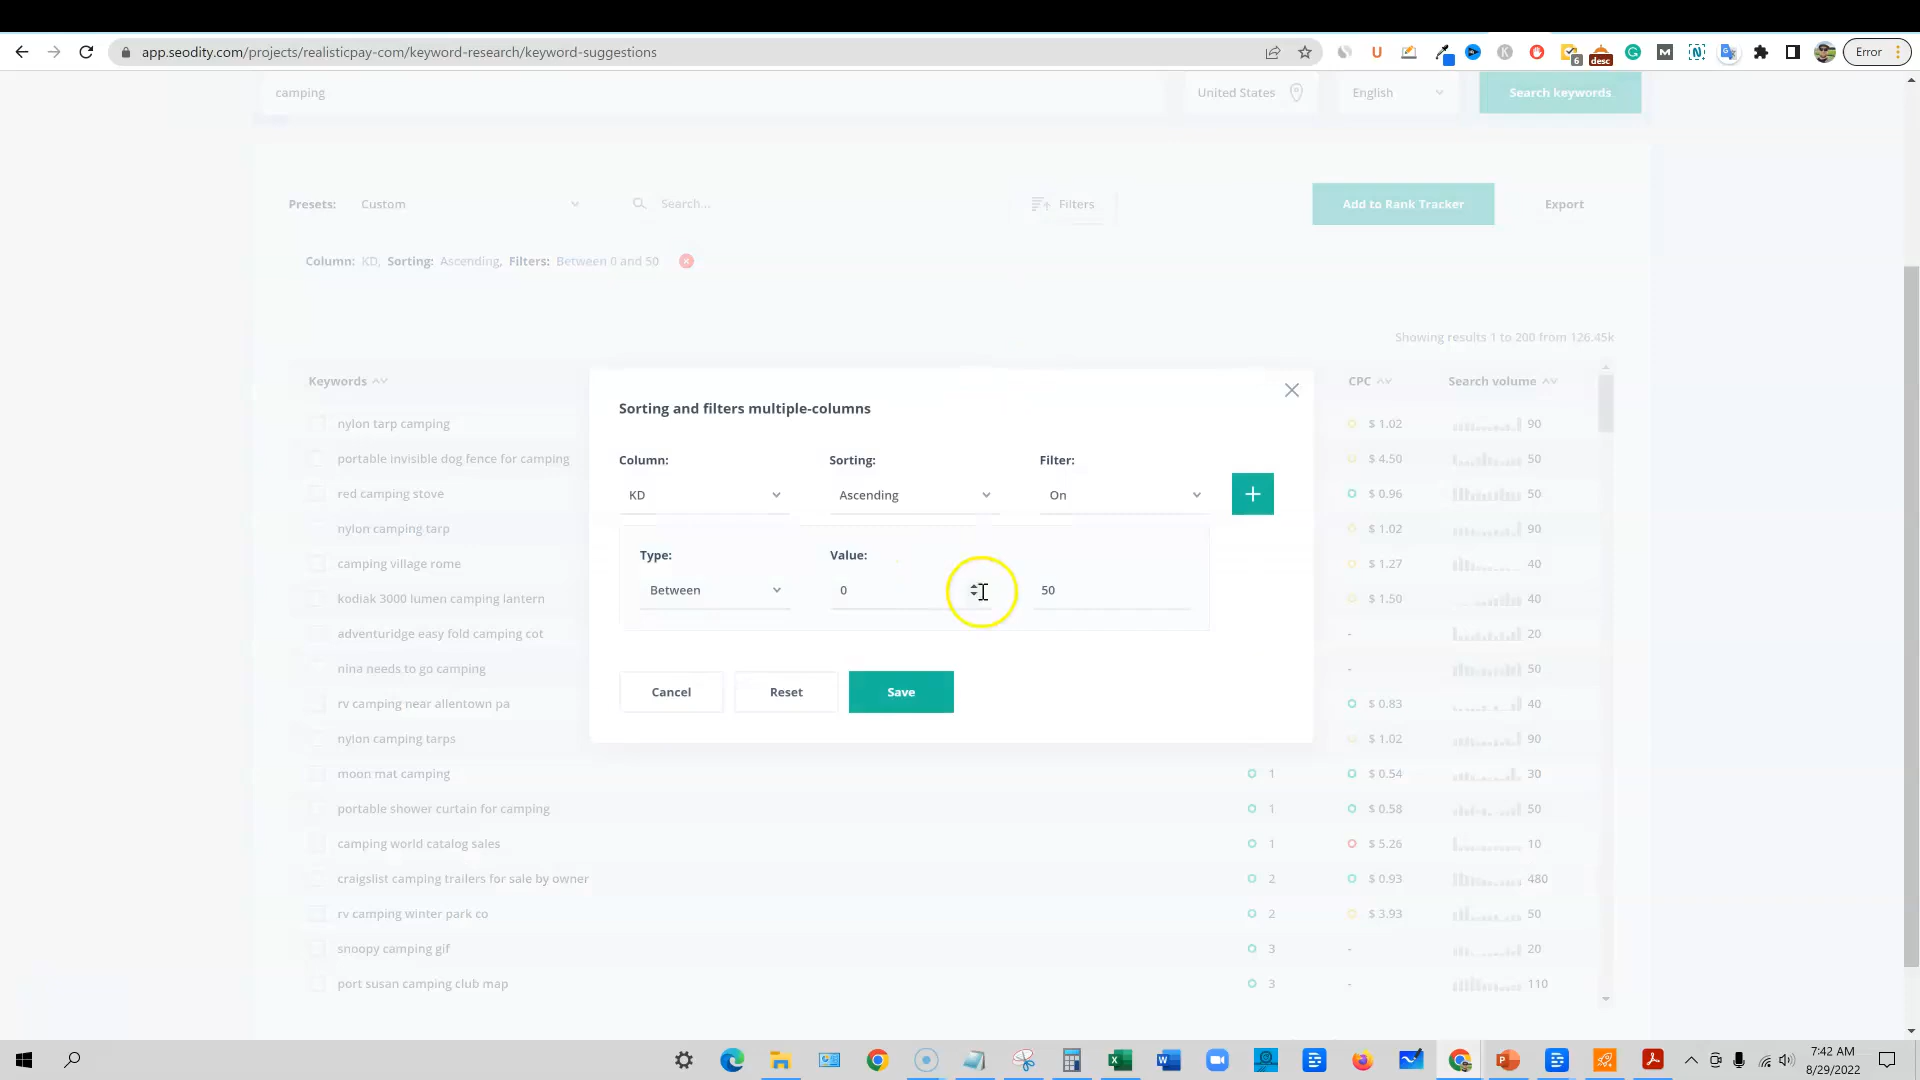 app.seodity.com/projects/realisticpay-com/keyword-research/keyword-suggestions
Error
6
desc
camping
United States
English
Search keywords
Presets: Custom
Search...
Filters
Add to Rank Tracker
Export
Column: KD, Sorting: Ascending, Filters: Between 0 and 50
Showing results 1 to 200 from 126.45k
Keywords
CPC
Search volume
Sorting and filters multiple-columns
Column:
Sorting:
Filter:
KD
Ascending
On
Type:
Value:
Between
0
50
Cancel
Reset
Save
nylon tarp camping $ 1.02 90
portable invisible dog fence for camping $ 4.50 50
red camping stove $ 0.96 50
nylon camping tarp $ 1.02 90
camping village rome $ 1.27 40
kodiak 3000 lumen camping lantern $ 1.50 40
adventuridge easy fold camping cot - 20
nina needs to go camping - 50
rv camping near allentown pa $ 0.83 40
nylon camping tarps $ 1.02 90
moon mat camping 1 $ 0.54 30
portable shower curtain for camping 1 $ 0.58 50
camping world catalog sales 1 $ 5.26 10
craigslist camping trailers for sale by owner 2 $ 0.93 480
rv camping winter park co 2 $ 3.93 50
snoopy camping gif 3 - 20
port susan camping club map 3 - 110
7:42 AM
8/29/2022